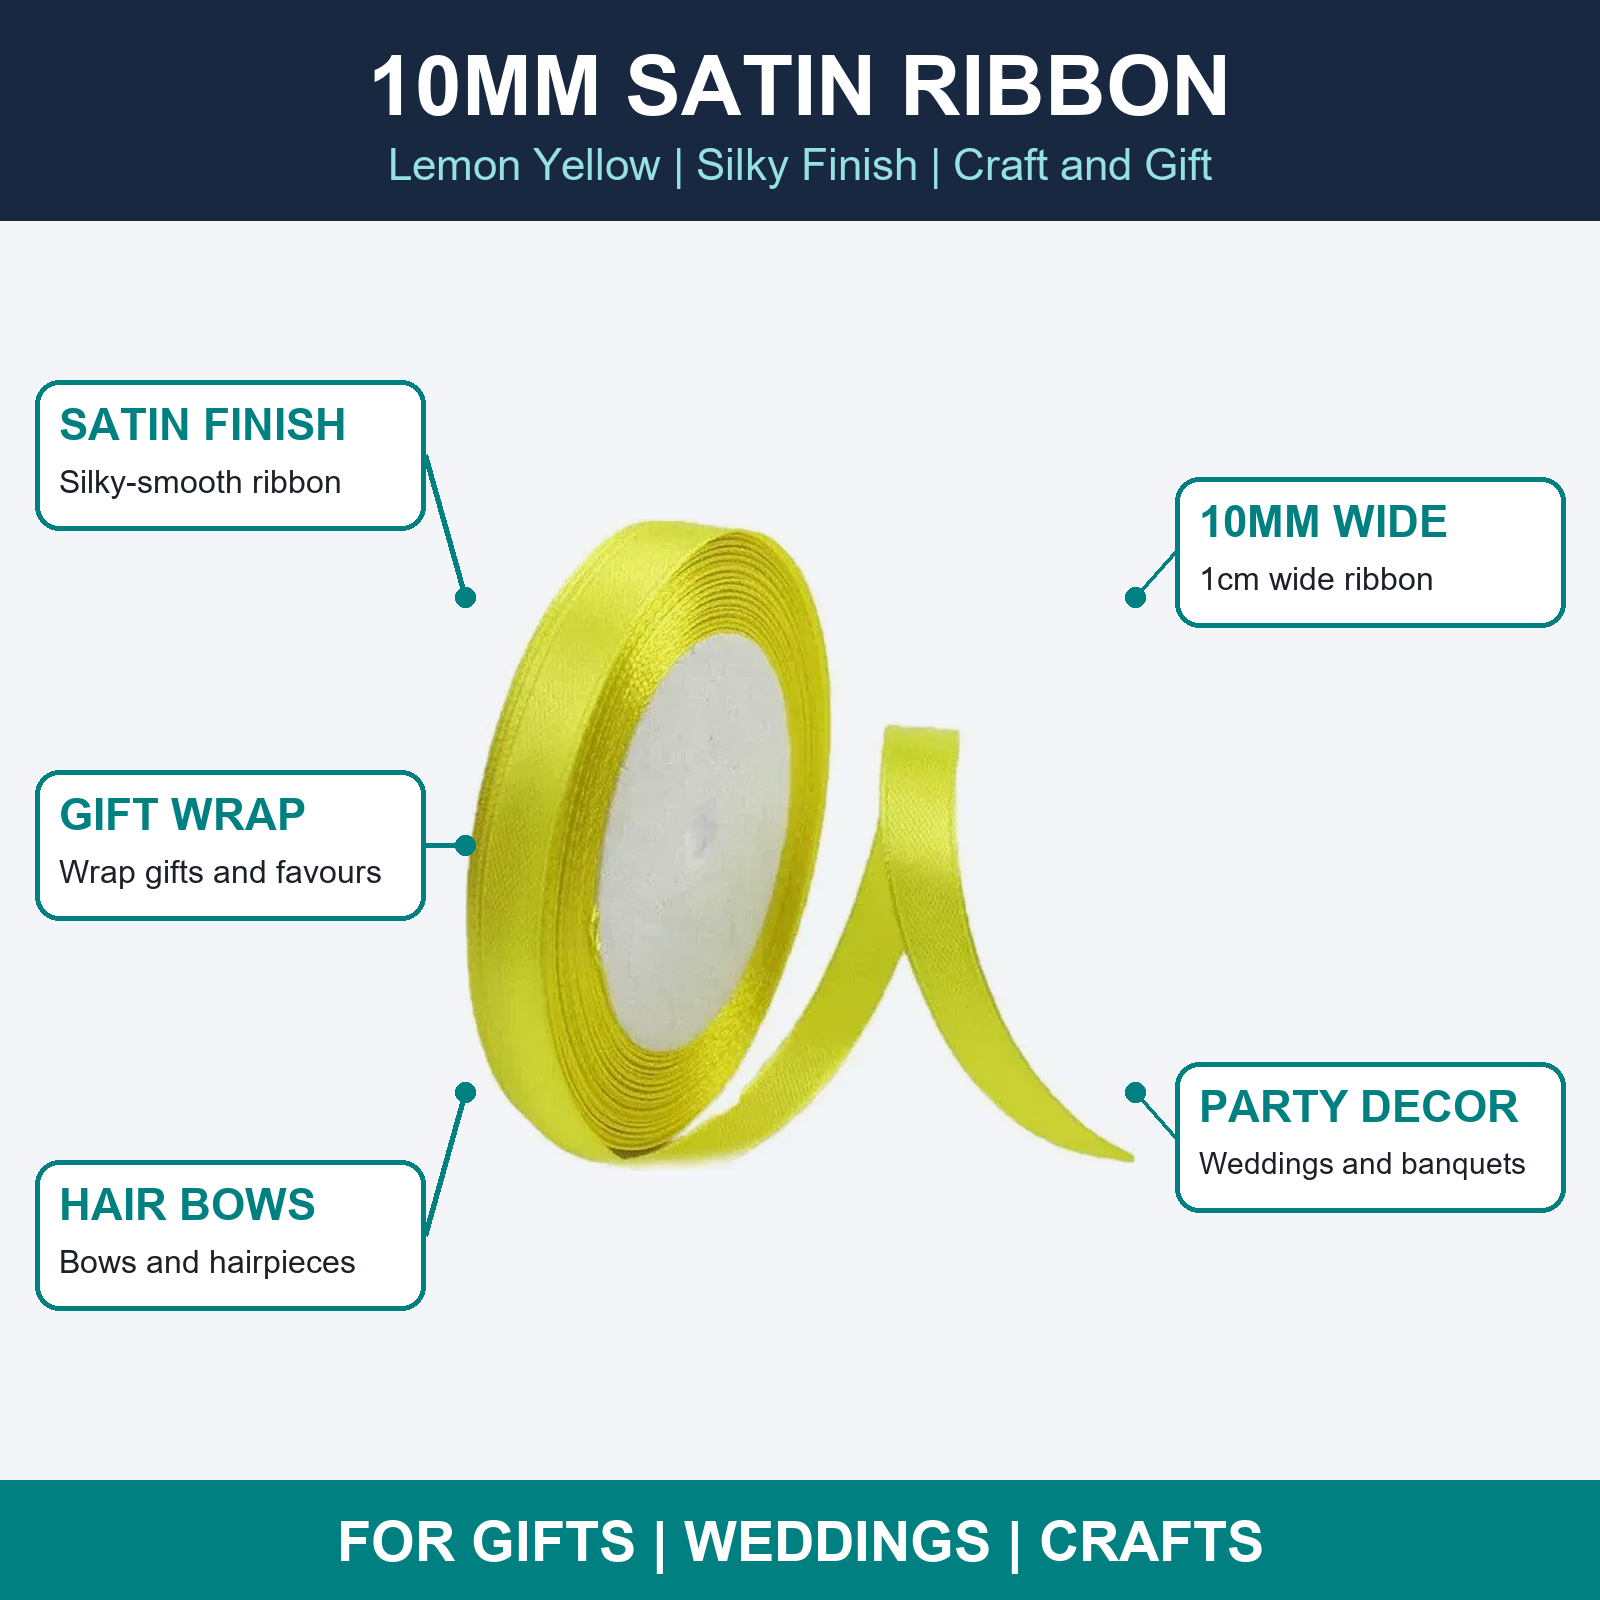 10MM SATIN RIBBON
Lemon Yellow | Silky Finish | Craft and Gift
SATIN FINISH
Silky-smooth ribbon
10MM WIDE
1cm wide ribbon
GIFT WRAP
Wrap gifts and favours
PARTY DECOR
Weddings and banquets
HAIR BOWS
Bows and hairpieces
FOR GIFTS | WEDDINGS | CRAFTS